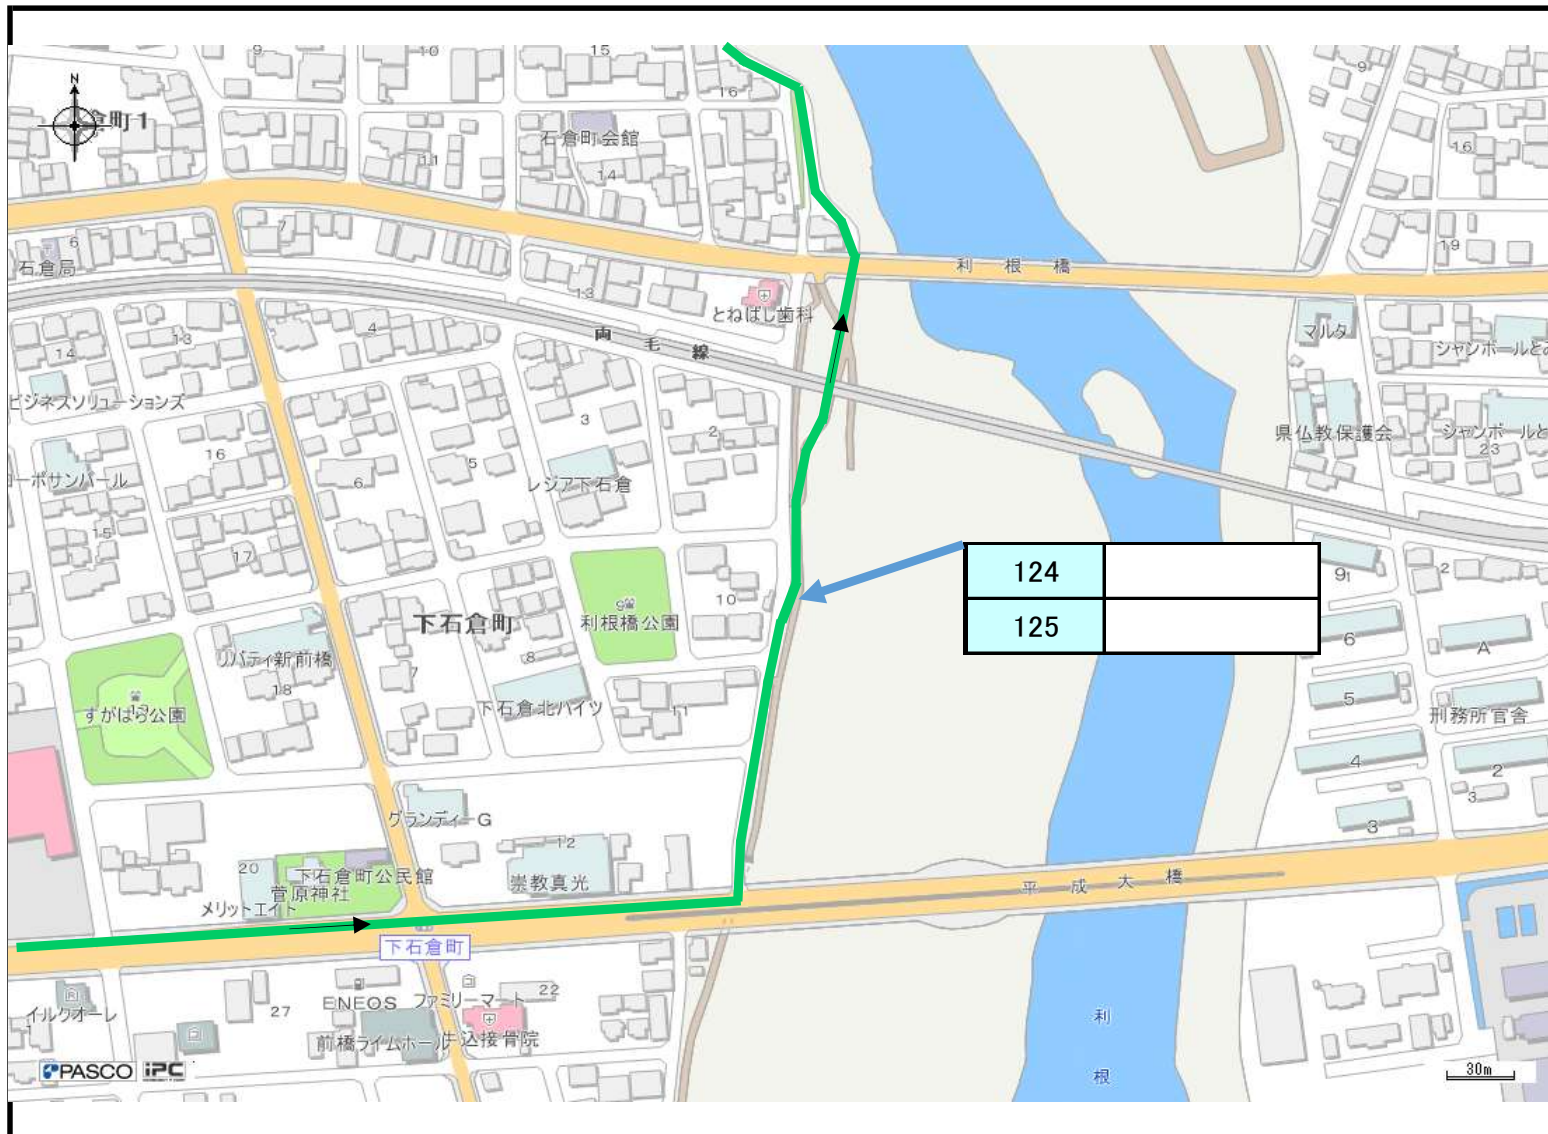 9
10
15
9
N
倉町1
16
石倉町会館
11
14
16
7
6
19
石倉局
利根橋
13
とねばし歯科
マルタ
14
13
4
両毛線
シャンボールとみ
ビジネスソリューションズ
3
2
県仏教保護会
シャンボールと
23
16
コーポサンパール
5
6
レジア下石倉
15
17
124
125
91
2
9
利根橋公園
10
下石倉町
6
A
リバティ新前橋
8
7
18
5
すがはら公園
13
下石倉北ハイツ
11
刑務所官舎
4
2
3
グランディーG
3
12
20
下石倉町公民館
菅原神社
崇教真光
平成大橋
メリットエイト
下石倉町
ENEOS
ファミリーマート
22
イルクオーレ
27
前橋ライムホール
牛込接骨院
利根
1
PASCO iPC
30m